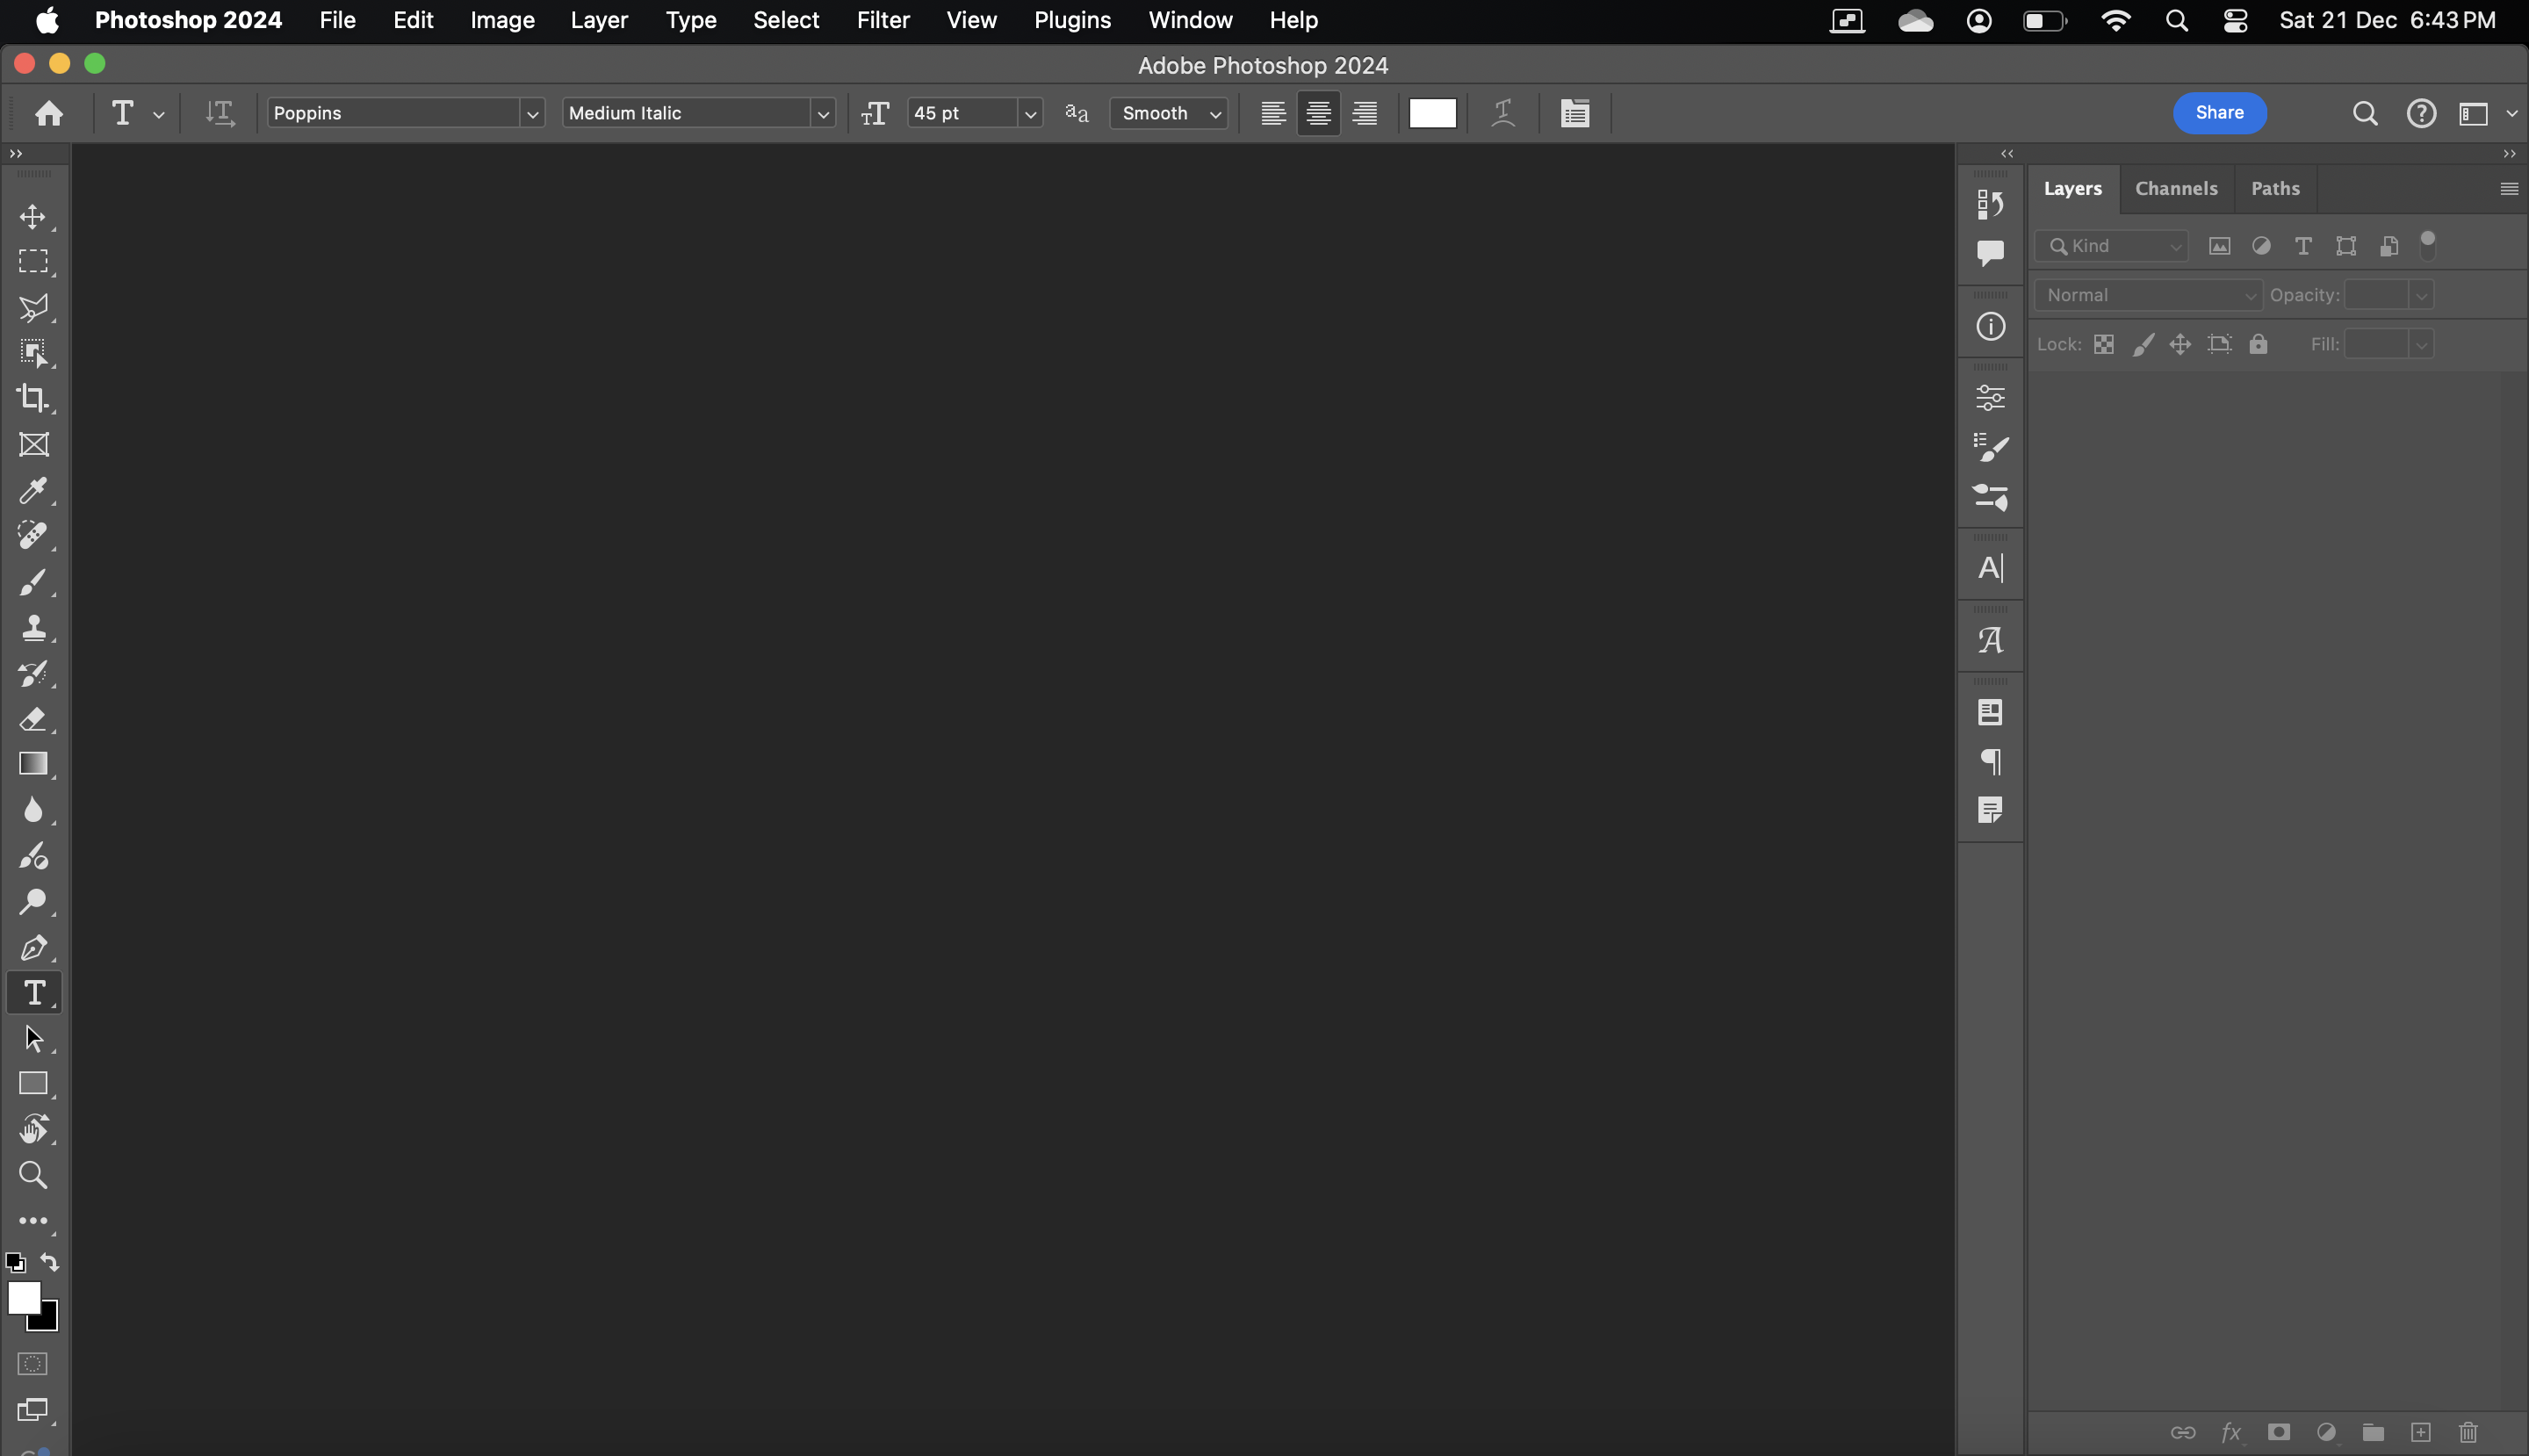 Photoshop 2024 File Edit Image Layer Type Select Filter View Plugins Window Help Sat 21 Dec 6:43 PM
Adobe Photoshop 2024
Poppins Medium Italic 45 pt Smooth Share
Layers Channels Paths
Kind
Normal Opacity:
Lock: Fill: